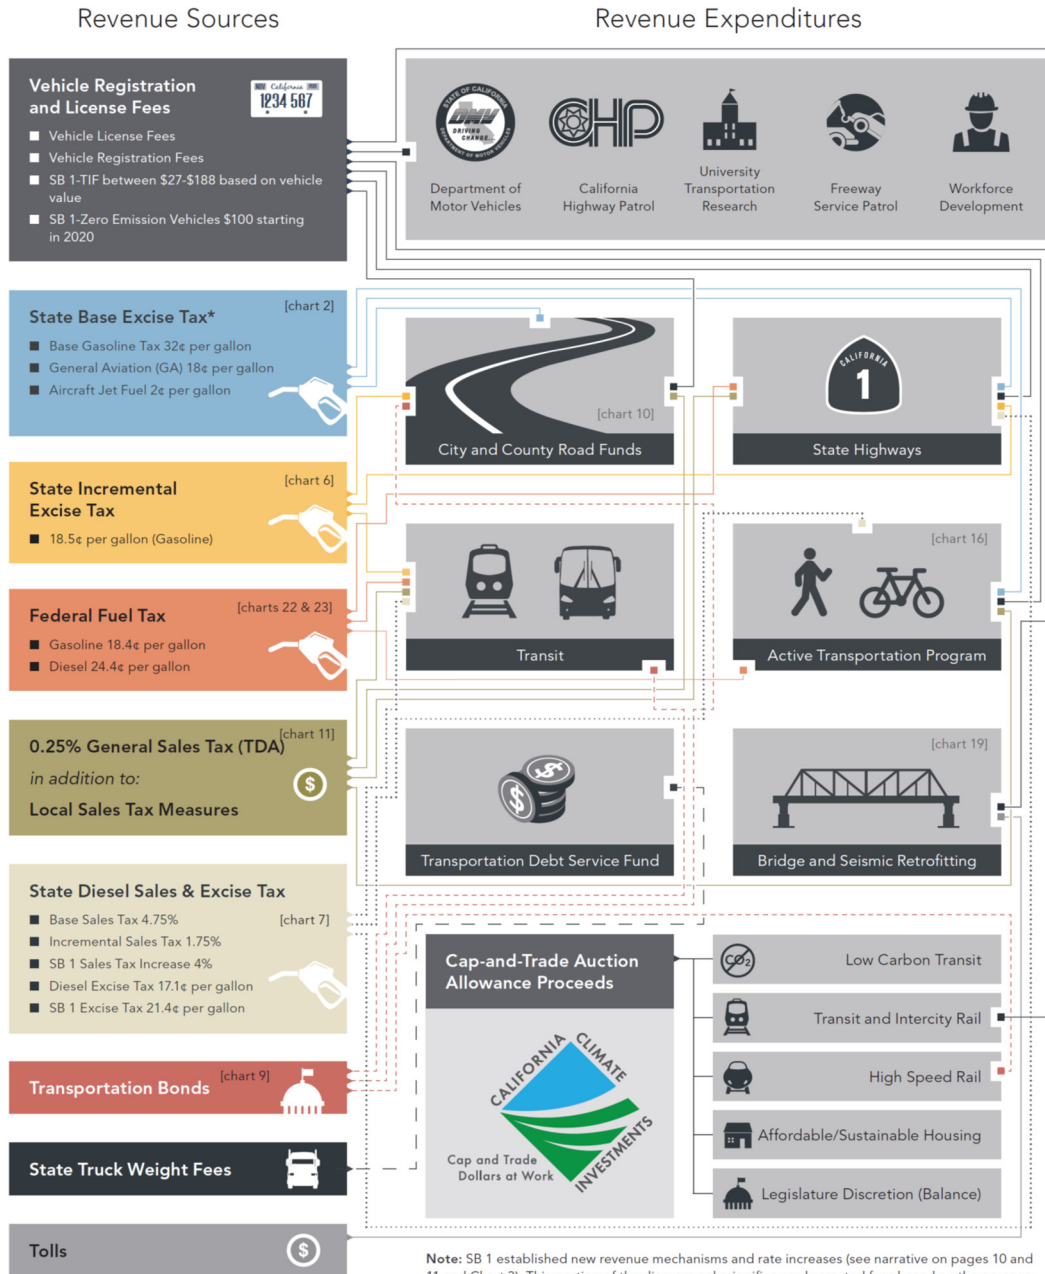 Revenue Sources
Revenue Expenditures
Vehicle Registration
and License Fees
California
1234 567
Vehicle License Fees
Vehicle Registration Fees
SB 1-TIF between $27-$188 based on vehicle
value
SB 1-Zero Emission Vehicles $100 starting
in 2020
STATE OF CALIFORNIA
DMV
DRIVING
CHANGE
DEPARTMENT OF MOTOR VEHICLES
Department of
Motor Vehicles
CHP
California
Highway Patrol
University
Transportation
Research
Freeway
Service Patrol
Workforce
Development
State Base Excise Tax*
[chart 2]
Base Gasoline Tax 32¢ per gallon
General Aviation (GA) 18¢ per gallon
Aircraft Jet Fuel 2¢ per gallon
[chart 10]
City and County Road Funds
CALIFORNIA
1
State Highways
State Incremental
Excise Tax
[chart 6]
18.5¢ per gallon (Gasoline)
Transit
[chart 16]
Active Transportation Program
Federal Fuel Tax
[charts 22 & 23]
Gasoline 18.4¢ per gallon
Diesel 24.4¢ per gallon
0.25% General Sales Tax (TDA)
[chart 11]
in addition to:
Local Sales Tax Measures
$
$
$
Transportation Debt Service Fund
[chart 19]
Bridge and Seismic Retrofitting
State Diesel Sales & Excise Tax
[chart 7]
Base Sales Tax 4.75%
Incremental Sales Tax 1.75%
SB 1 Sales Tax Increase 4%
Diesel Excise Tax 17.1¢ per gallon
SB 1 Excise Tax 21.4¢ per gallon
Cap-and-Trade Auction
Allowance Proceeds
CALIFORNIA
CLIMATE
INVESTMENTS
Cap and Trade
Dollars at Work
CO2
Low Carbon Transit
Transit and Intercity Rail
High Speed Rail
Affordable/Sustainable Housing
Legislature Discretion (Balance)
Transportation Bonds
[chart 9]
State Truck Weight Fees
Tolls
$
Note: SB 1 established new revenue mechanisms and rate increases (see narrative on pages 10 and